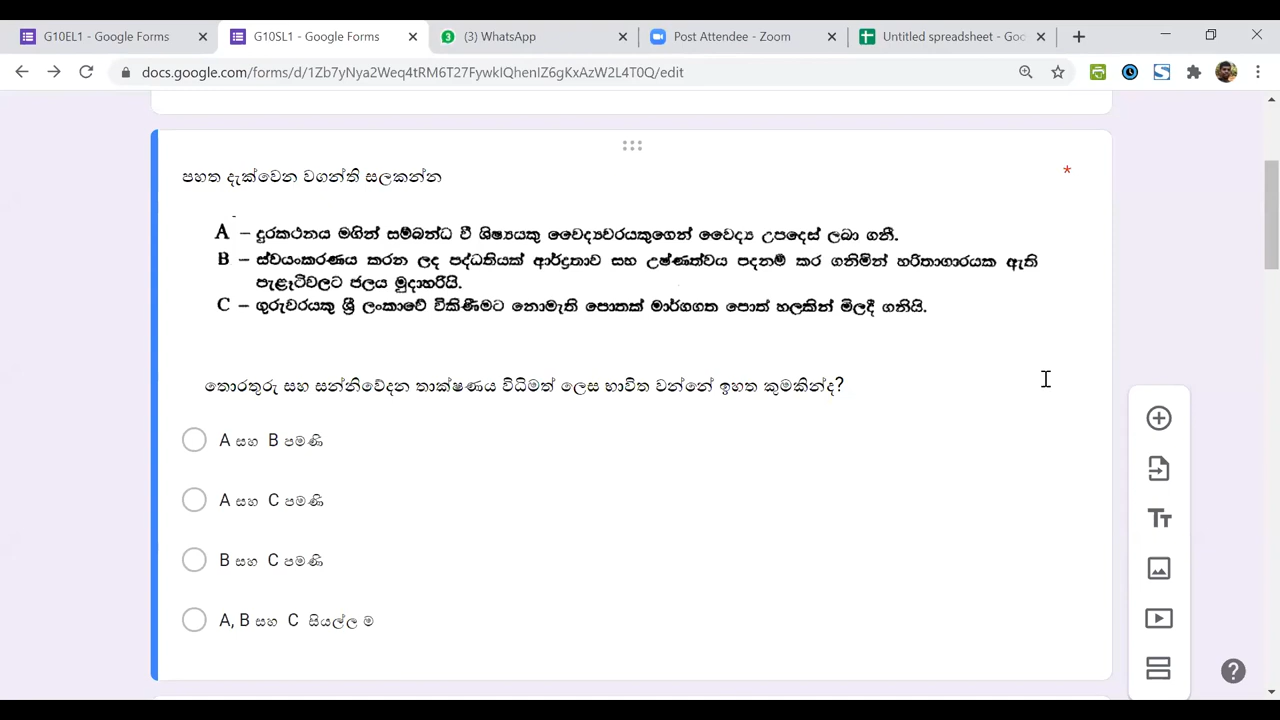 G10EL1 - Google Forms
G10SL1 - Google Forms
(3) WhatsApp
Post Attendee - Zoom
Untitled spreadsheet - Goo
docs.google.com/forms/d/1Zb7yNya2Weq4tRM6T27FywkIQhenIZ6gKxAzW2L4T0Q/edit
පහත දැක්වෙන වගන්ති සලකන්න
*
A – දුරකථනය මගින් සම්බන්ධ වී ශිෂ්‍යයකු වෛද්‍යවරයකුගෙන් වෛද්‍ය උපදෙස් ලබා ගනී.
B – ස්වයංකරණය කරන ලද පද්ධතියක් ආර්ද්‍රතාව සහ උෂ්ණත්වය පදනම් කර ගනිමින් හරිතාගාරයක ඇති
පැළෑටිවලට ජලය මුදාහරියි.
C – ගුරුවරයකු ශ්‍රී ලංකාවේ විකිණීමට නොමැති පොතක් මාර්ගගත පොත් හලකින් මිලදී ගනියි.
තොරතුරු සහ සන්නිවේදන තාක්ෂණය විධිමත් ලෙස භාවිත වන්නේ ඉහත කුමකින්ද?
A සහ B පමණි
A සහ C පමණි
B සහ C පමණි
A, B සහ C සියල්ල ම